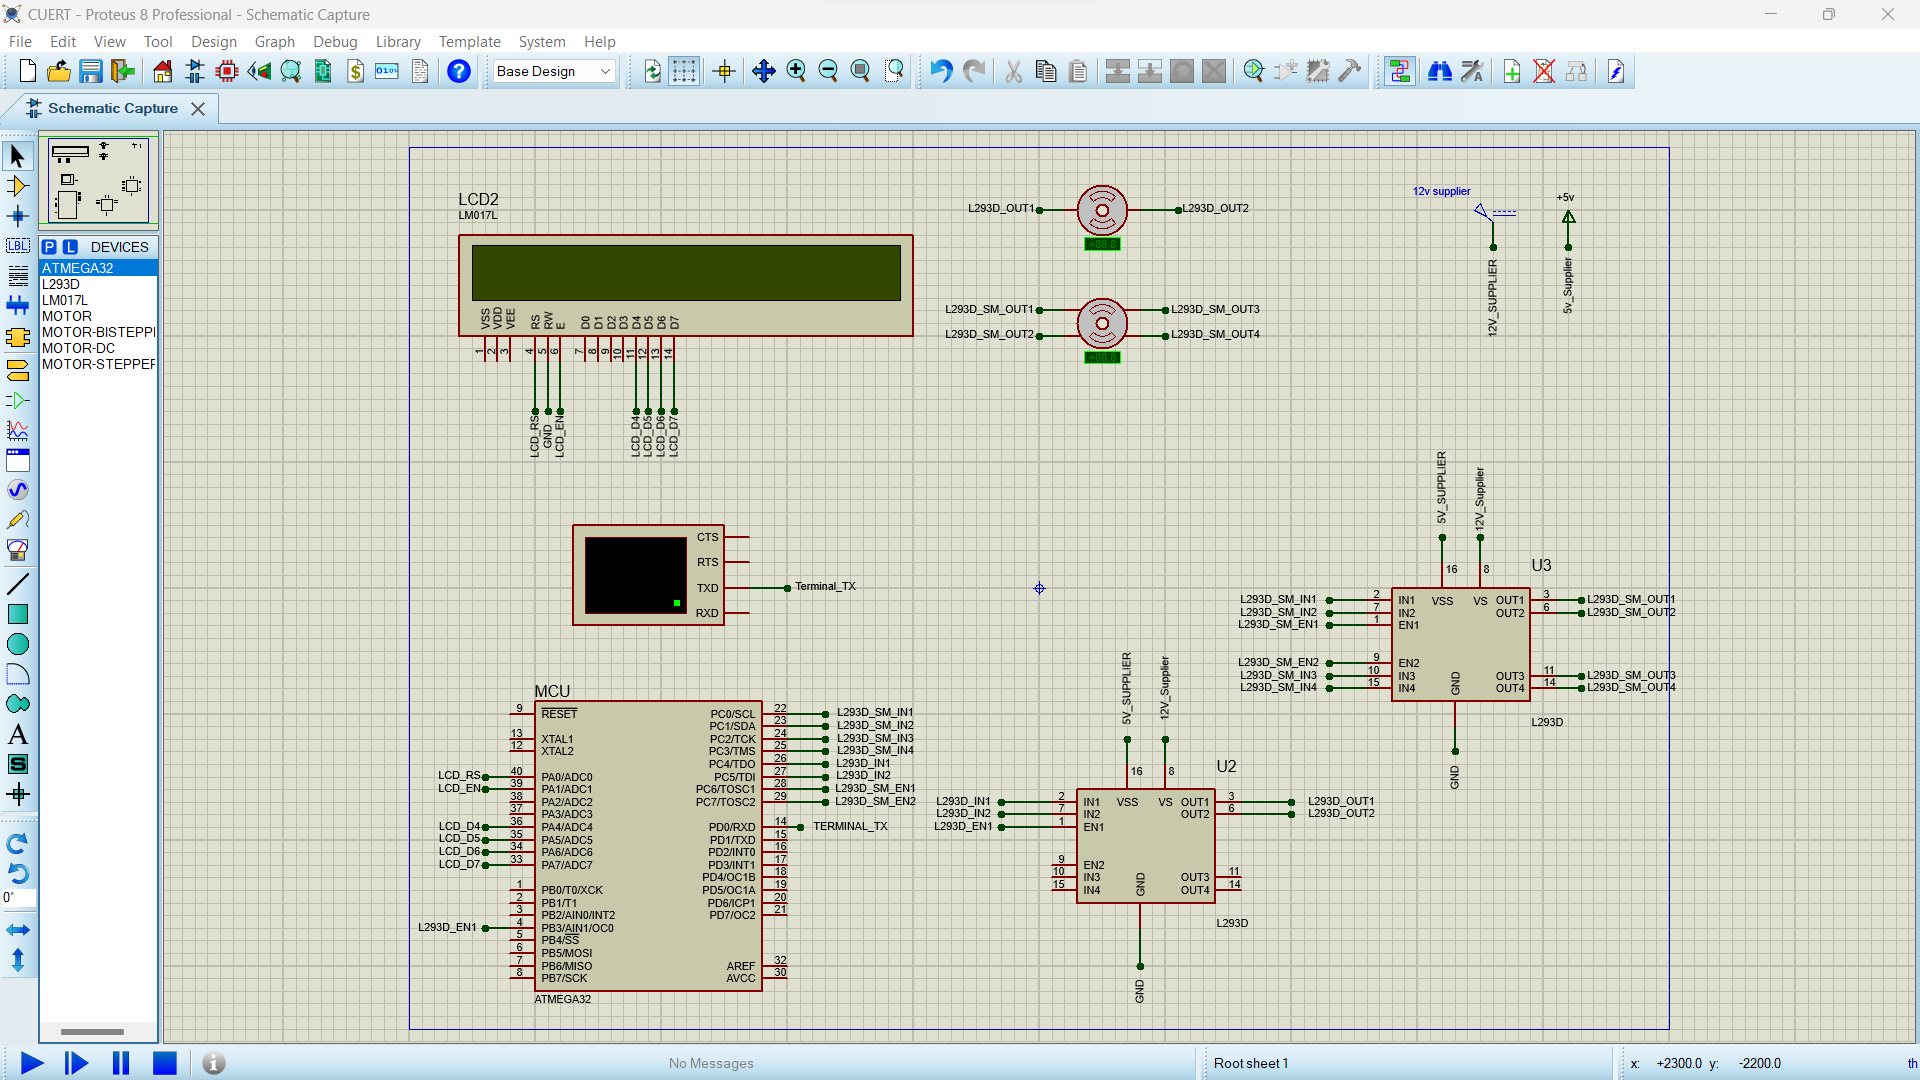 CUERT - Proteus 8 Professional - Schematic Capture
File Edit View Tool Design Graph Debug Library Template System Help
Base Design
Schematic Capture
P L DEVICES
ATMEGA32
L293D
LM017L
MOTOR
MOTOR-BISTEPPI
MOTOR-DC
MOTOR-STEPPER
LBL
A
S
0°
LCD2
LM017L
VSS VDD VEE RS RW E D0 D1 D2 D3 D4 D5 D6 D7
1 2 3 4 5 6 7 8 9 10 11 12 13 14
LCD_RS GND LCD_EN LCD_D4 LCD_D5 LCD_D6 LCD_D7
L293D_OUT1 L293D_OUT2
+88.8
L293D_SM_OUT1 L293D_SM_OUT3
L293D_SM_OUT2 L293D_SM_OUT4
+88.8
12v supplier
+5v
12V_SUPPLIER
5v_Supplier
CTS
RTS
TXD Terminal_TX
RXD
5V_SUPPLIER 12V_Supplier
U3
16 8
L293D_SM_IN1 2 IN1 VSS VS OUT1 3 L293D_SM_OUT1
L293D_SM_IN2 7 IN2 OUT2 6 L293D_SM_OUT2
L293D_SM_EN1 1 EN1
L293D_SM_EN2 9 EN2
L293D_SM_IN3 10 IN3 GND OUT3 11 L293D_SM_OUT3
L293D_SM_IN4 15 IN4 OUT4 14 L293D_SM_OUT4
L293D
GND
MCU
9 RESET PC0/SCL 22 L293D_SM_IN1
PC1/SDA 23 L293D_SM_IN2
13 XTAL1 PC2/TCK 24 L293D_SM_IN3
12 XTAL2 PC3/TMS 25 L293D_SM_IN4
PC4/TDO 26 L293D_IN1
LCD_RS 40 PA0/ADC0 PC5/TDI 27 L293D_IN2
LCD_EN 39 PA1/ADC1 PC6/TOSC1 28 L293D_SM_EN1
38 PA2/ADC2 PC7/TOSC2 29 L293D_SM_EN2
37 PA3/ADC3
LCD_D4 36 PA4/ADC4 PD0/RXD 14 TERMINAL_TX
LCD_D5 35 PA5/ADC5 PD1/TXD 15
LCD_D6 34 PA6/ADC6 PD2/INT0 16
LCD_D7 33 PA7/ADC7 PD3/INT1 17
PD4/OC1B 18
1 PB0/T0/XCK PD5/OC1A 19
2 PB1/T1 PD6/ICP1 20
3 PB2/AIN0/INT2 PD7/OC2 21
L293D_EN1 4 PB3/AIN1/OC0
5 PB4/SS
6 PB5/MOSI
7 PB6/MISO AREF 32
8 PB7/SCK AVCC 30
ATMEGA32
5V_SUPPLIER 12V_Supplier
U2
16 8
L293D_IN1 2 IN1 VSS VS OUT1 3 L293D_OUT1
L293D_IN2 7 IN2 OUT2 6 L293D_OUT2
L293D_EN1 1 EN1
9 EN2
10 IN3 GND OUT3 11
15 IN4 OUT4 14
L293D
GND
No Messages
Root sheet 1
x: +2300.0 y: -2200.0 th